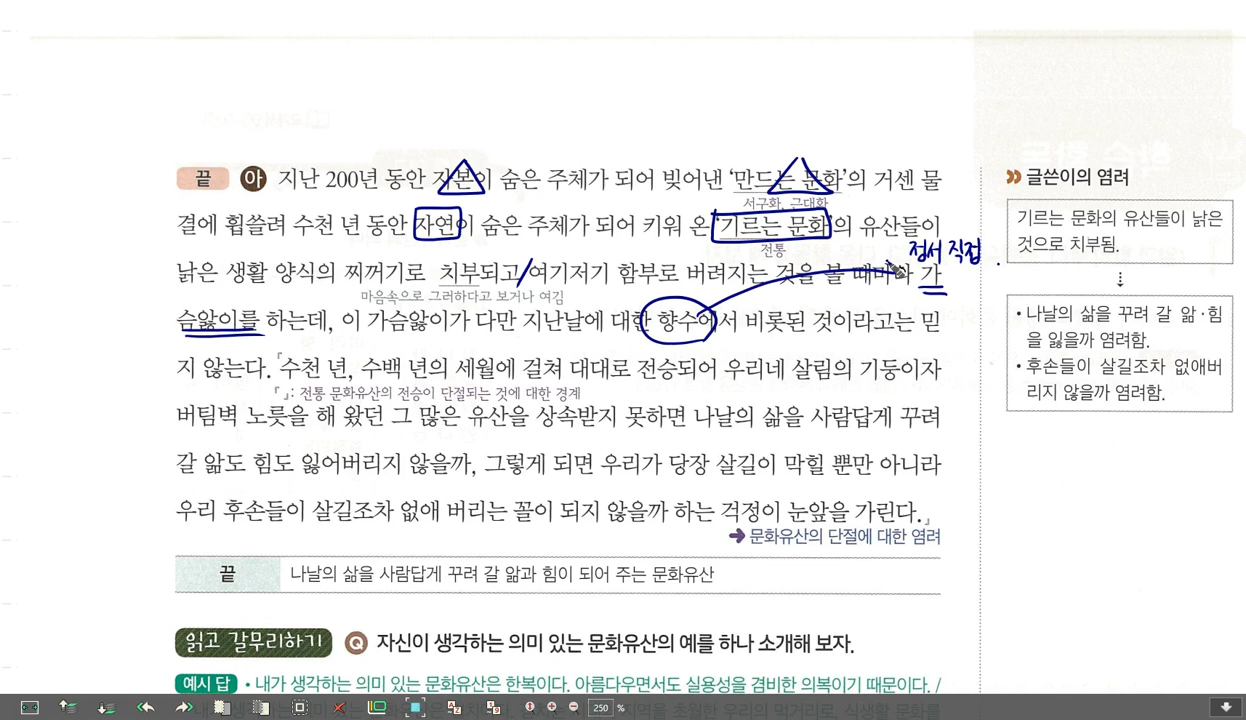 끝 아 지난 200년 동안 자본이 숨은 주체가 되어 빚어낸 ‘만드는 문화’의 거센 물
서구화, 근대화
결에 휩쓸려 수천 년 동안 자연이 숨은 주체가 되어 키워 온 ‘기르는 문화’의 유산들이
전통
정서 직접
낡은 생활 양식의 찌꺼기로 치부되고 여기저기 함부로 버려지는 것을 볼 때마다 가
마음속으로 그러하다고 보거나 여김
슴앓이를 하는데, 이 가슴앓이가 다만 지난날에 대한 향수에서 비롯된 것이라고는 믿
지 않는다.『수천 년, 수백 년의 세월에 걸쳐 대대로 전승되어 우리네 살림의 기둥이자
『 』: 전통 문화유산의 전승이 단절되는 것에 대한 경계
버팀벽 노릇을 해 왔던 그 많은 유산을 상속받지 못하면 나날의 삶을 사람답게 꾸려
갈 앎도 힘도 잃어버리지 않을까, 그렇게 되면 우리가 당장 살길이 막힐 뿐만 아니라
우리 후손들이 살길조차 없애 버리는 꼴이 되지 않을까 하는 걱정이 눈앞을 가린다.』
➔ 문화유산의 단절에 대한 염려
끝 나날의 삶을 사람답게 꾸려 갈 앎과 힘이 되어 주는 문화유산
읽고 갈무리하기 Q 자신이 생각하는 의미 있는 문화유산의 예를 하나 소개해 보자.
예시 답 • 내가 생각하는 의미 있는 문화유산은 한복이다. 아름다우면서도 실용성을 겸비한 의복이기 때문이다. /
글쓴이의 염려
기르는 문화의 유산들이 낡은
것으로 치부됨.
• 나날의 삶을 꾸려 갈 앎·힘
을 잃을까 염려함.
• 후손들이 살길조차 없애버
리지 않을까 염려함.
250 %